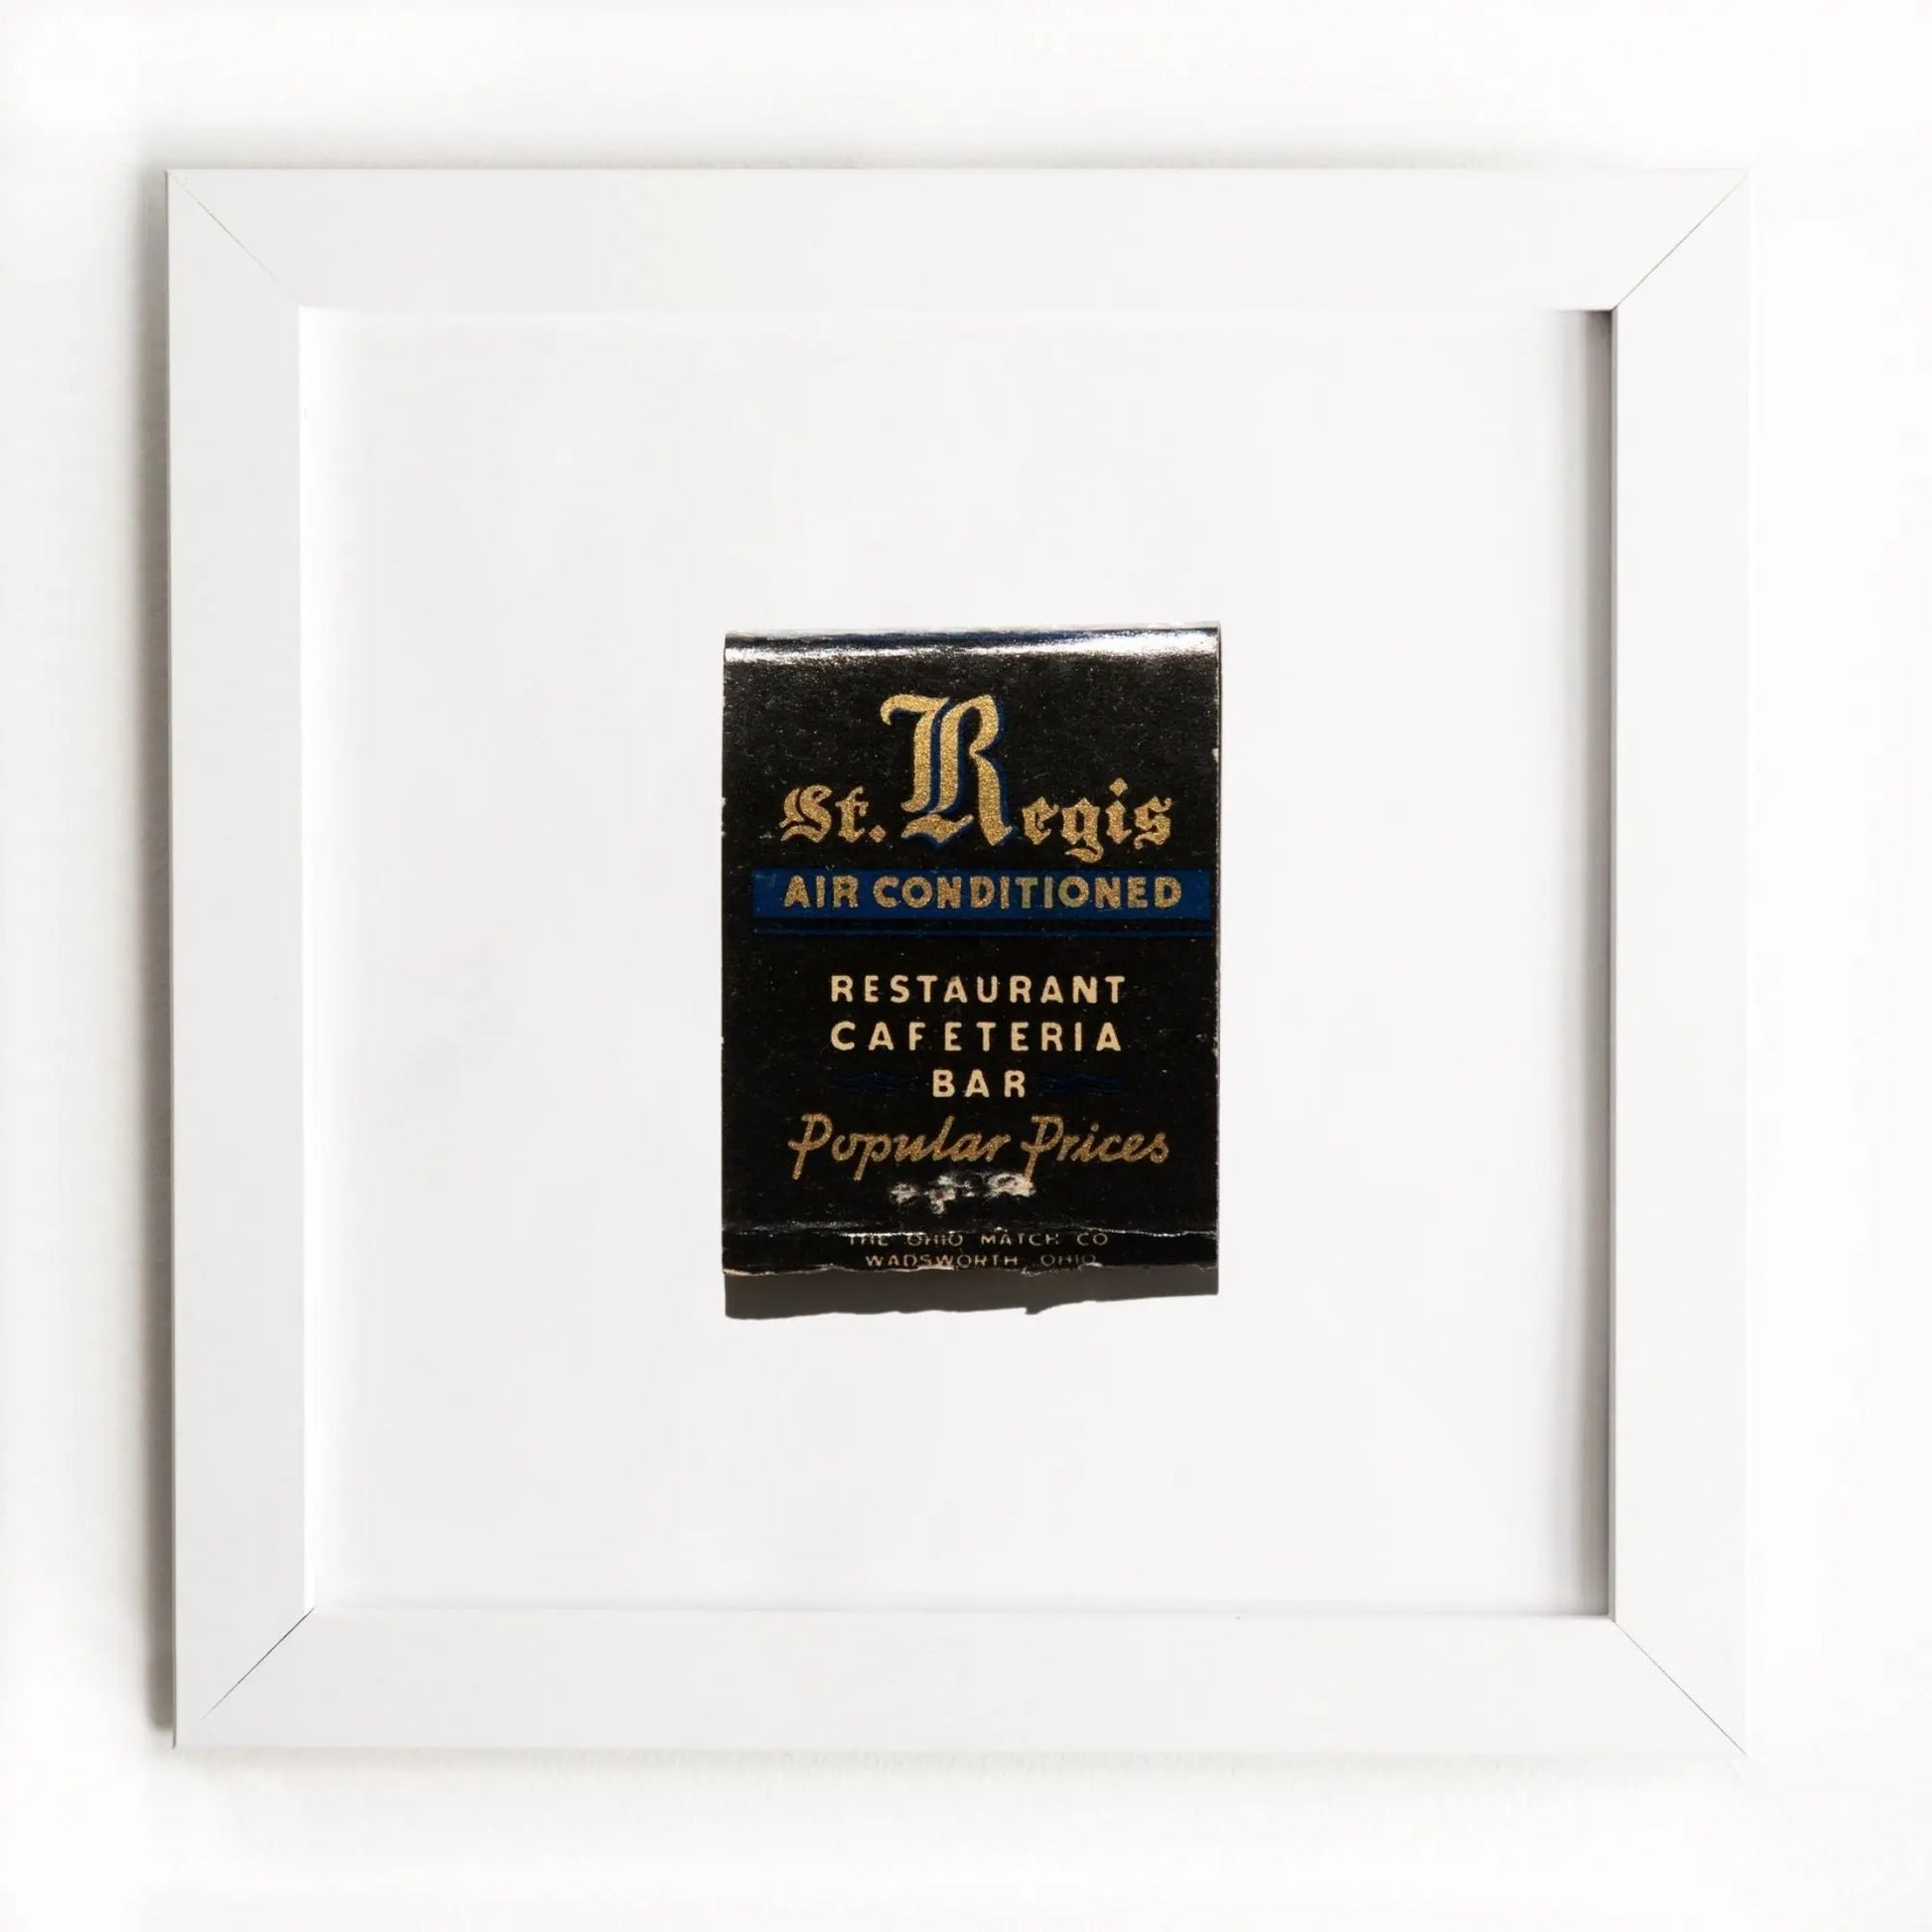 St. Regis
AIR CONDITIONED
RESTAURANT
CAFETERIA
BAR
Popular Prices
THE OHIO MATCH CO
WADSWORTH, OHIO